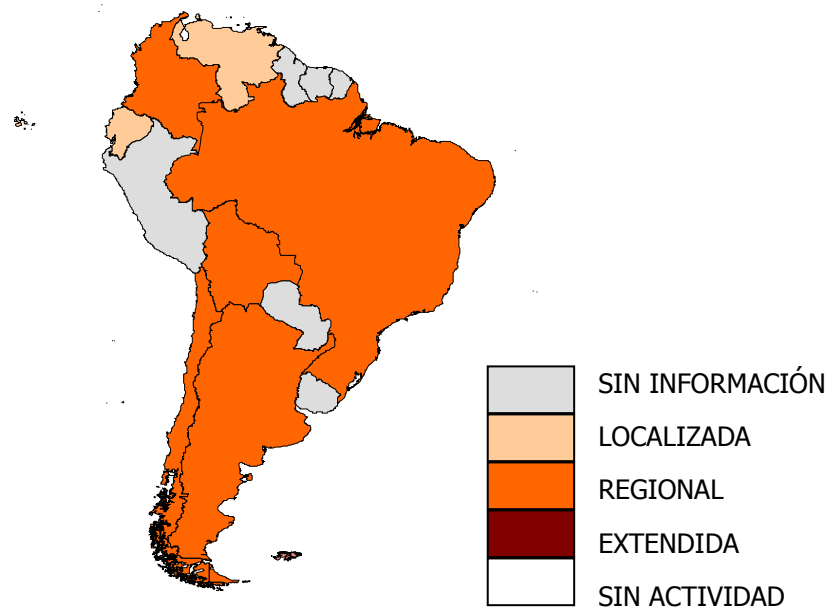 SIN INFORMACIÓN
LOCALIZADA
REGIONAL
EXTENDIDA
SIN ACTIVIDAD